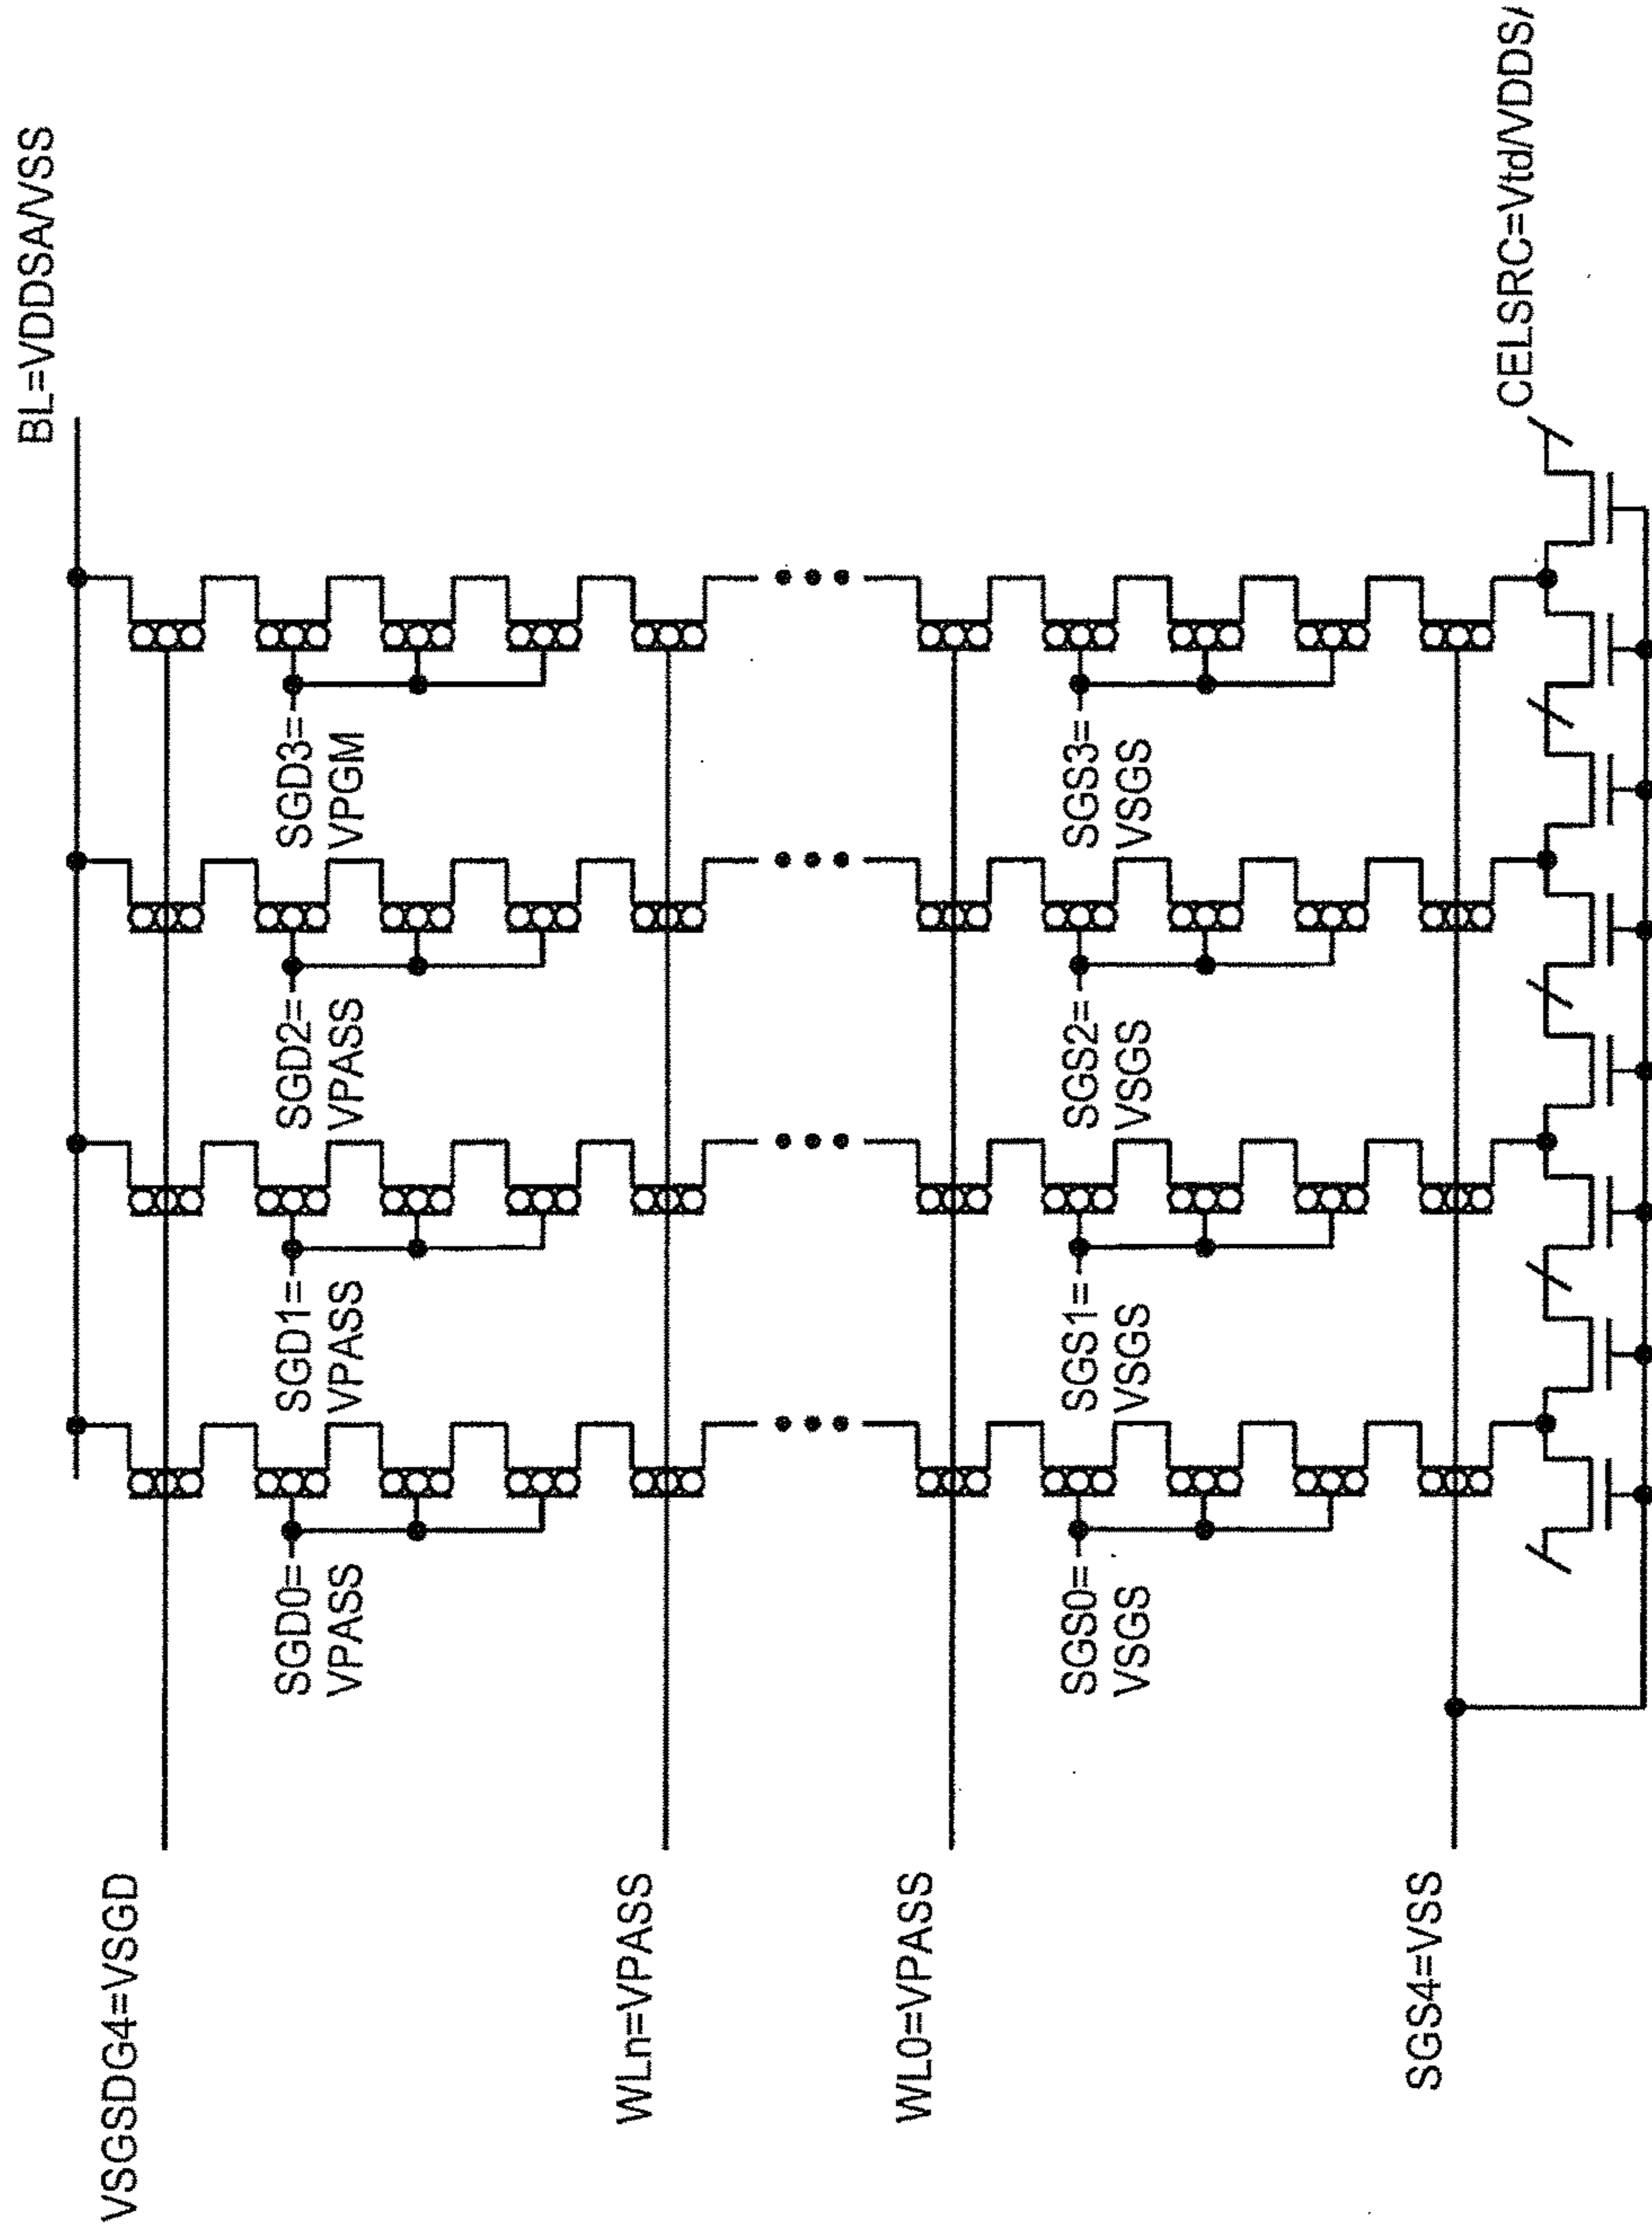 BL=VDDSA/VSS
VSGSDG4=VSGD
SGD0=
VPASS
SGD1=
VPASS
SGD2=
VPASS
SGD3=
VPGM
WLn=VPASS
WL0=VPASS
SGS0=
VSGS
SGS1=
VSGS
SGS2=
VSGS
SGS3=
VSGS
SGS4=VSS
CELSRC=Vtd/VDDS/